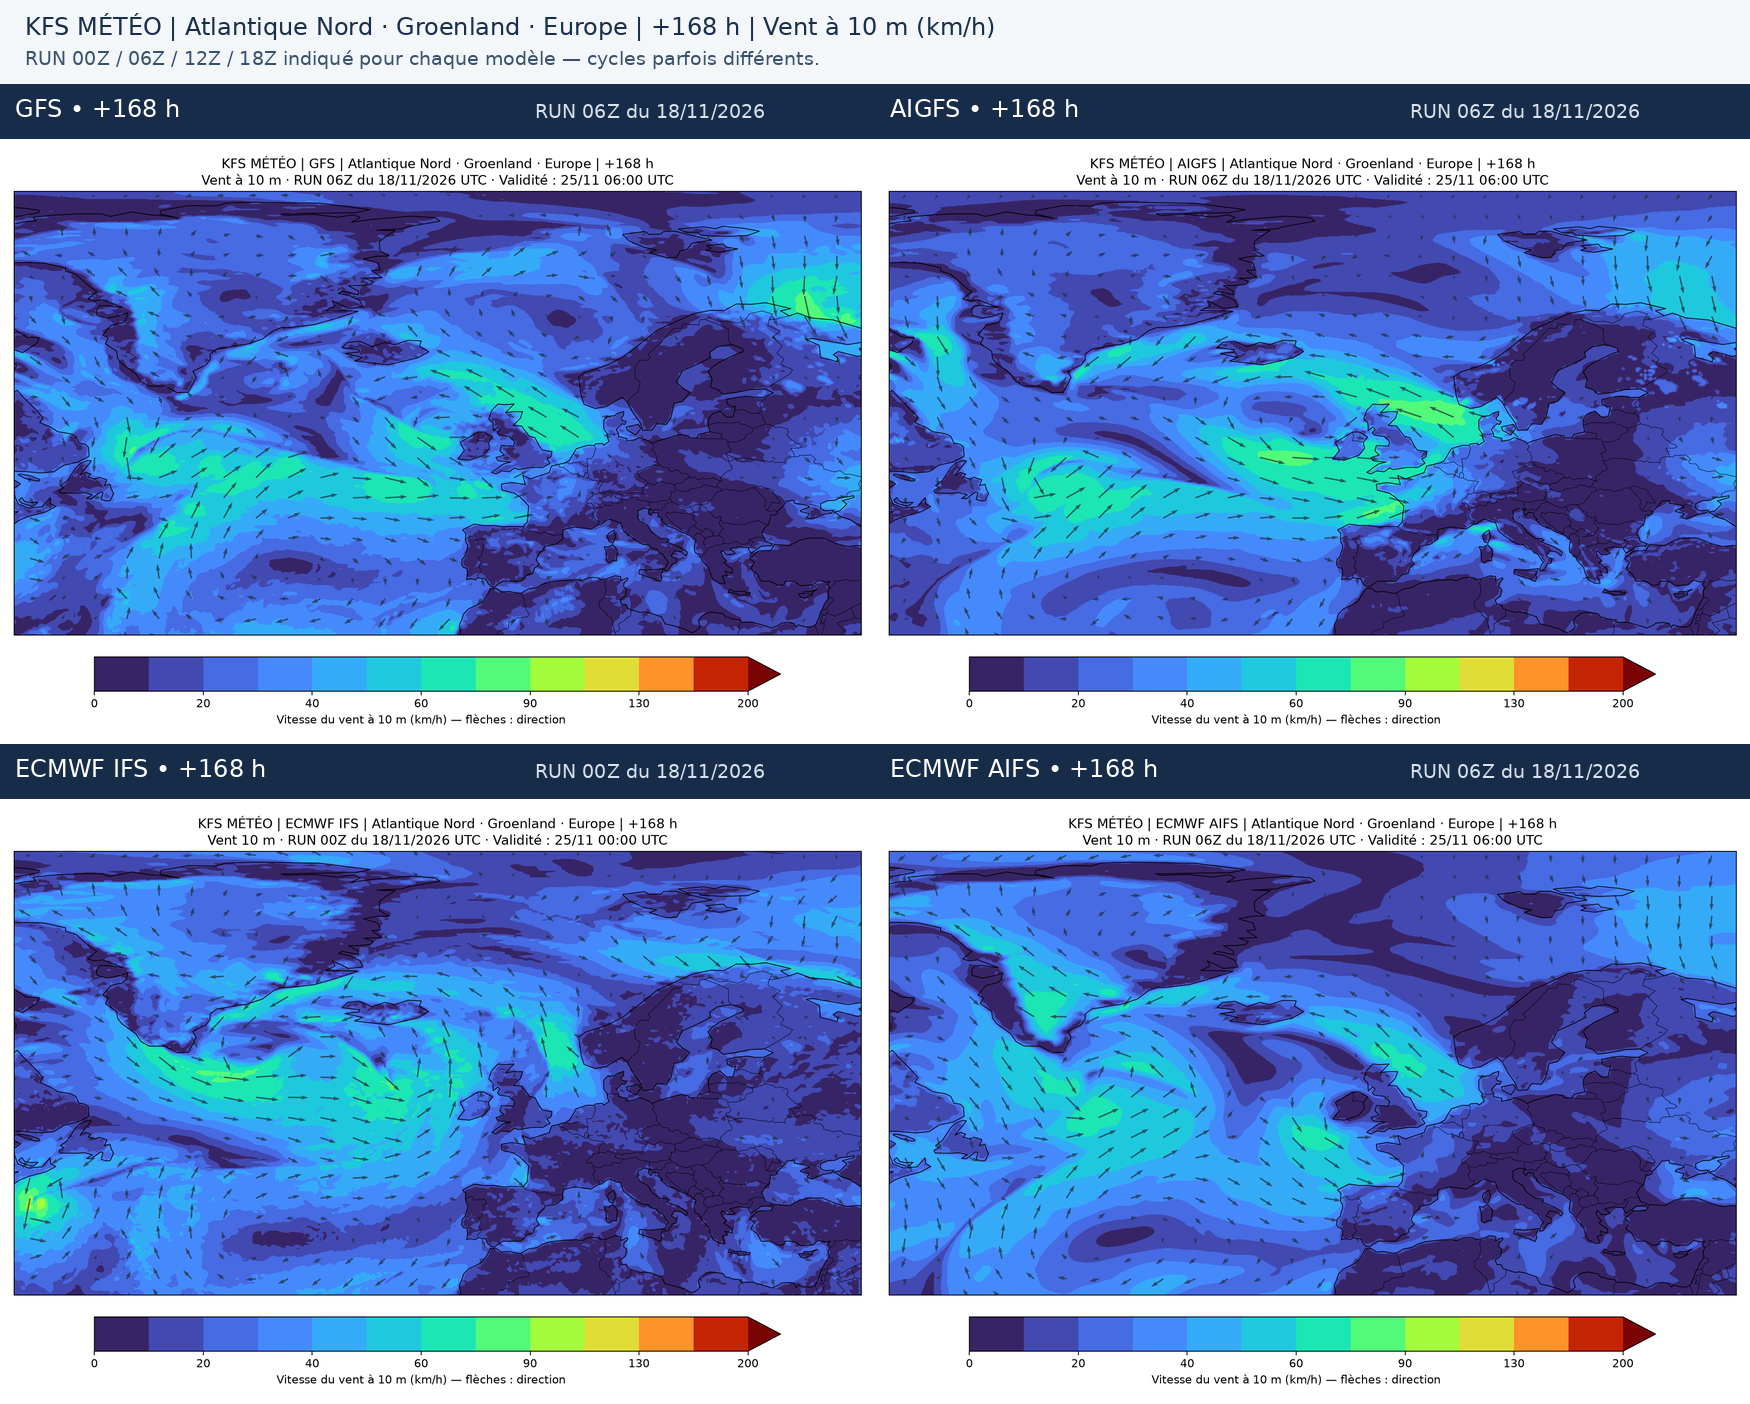 KFS MÉTÉO | Atlantique Nord · Groenland · Europe | +168 h | Vent à 10 m (km/h)
RUN 00Z / 06Z / 12Z / 18Z indiqué pour chaque modèle — cycles parfois différents.
GFS • +168 h
RUN 06Z du 18/11/2026
KFS MÉTÉO | GFS | Atlantique Nord · Groenland · Europe | +168 h
Vent à 10 m · RUN 06Z du 18/11/2026 UTC · Validité : 25/11 06:00 UTC
0 20 40 60 90 130 200
Vitesse du vent à 10 m (km/h) — flèches : direction
AIGFS • +168 h
RUN 06Z du 18/11/2026
KFS MÉTÉO | AIGFS | Atlantique Nord · Groenland · Europe | +168 h
Vent à 10 m · RUN 06Z du 18/11/2026 UTC · Validité : 25/11 06:00 UTC
0 20 40 60 90 130 200
Vitesse du vent à 10 m (km/h) — flèches : direction
ECMWF IFS • +168 h
RUN 00Z du 18/11/2026
KFS MÉTÉO | ECMWF IFS | Atlantique Nord · Groenland · Europe | +168 h
Vent 10 m · RUN 00Z du 18/11/2026 UTC · Validité : 25/11 00:00 UTC
0 20 40 60 90 130 200
Vitesse du vent à 10 m (km/h) — flèches : direction
ECMWF AIFS • +168 h
RUN 06Z du 18/11/2026
KFS MÉTÉO | ECMWF AIFS | Atlantique Nord · Groenland · Europe | +168 h
Vent 10 m · RUN 06Z du 18/11/2026 UTC · Validité : 25/11 06:00 UTC
0 20 40 60 90 130 200
Vitesse du vent à 10 m (km/h) — flèches : direction